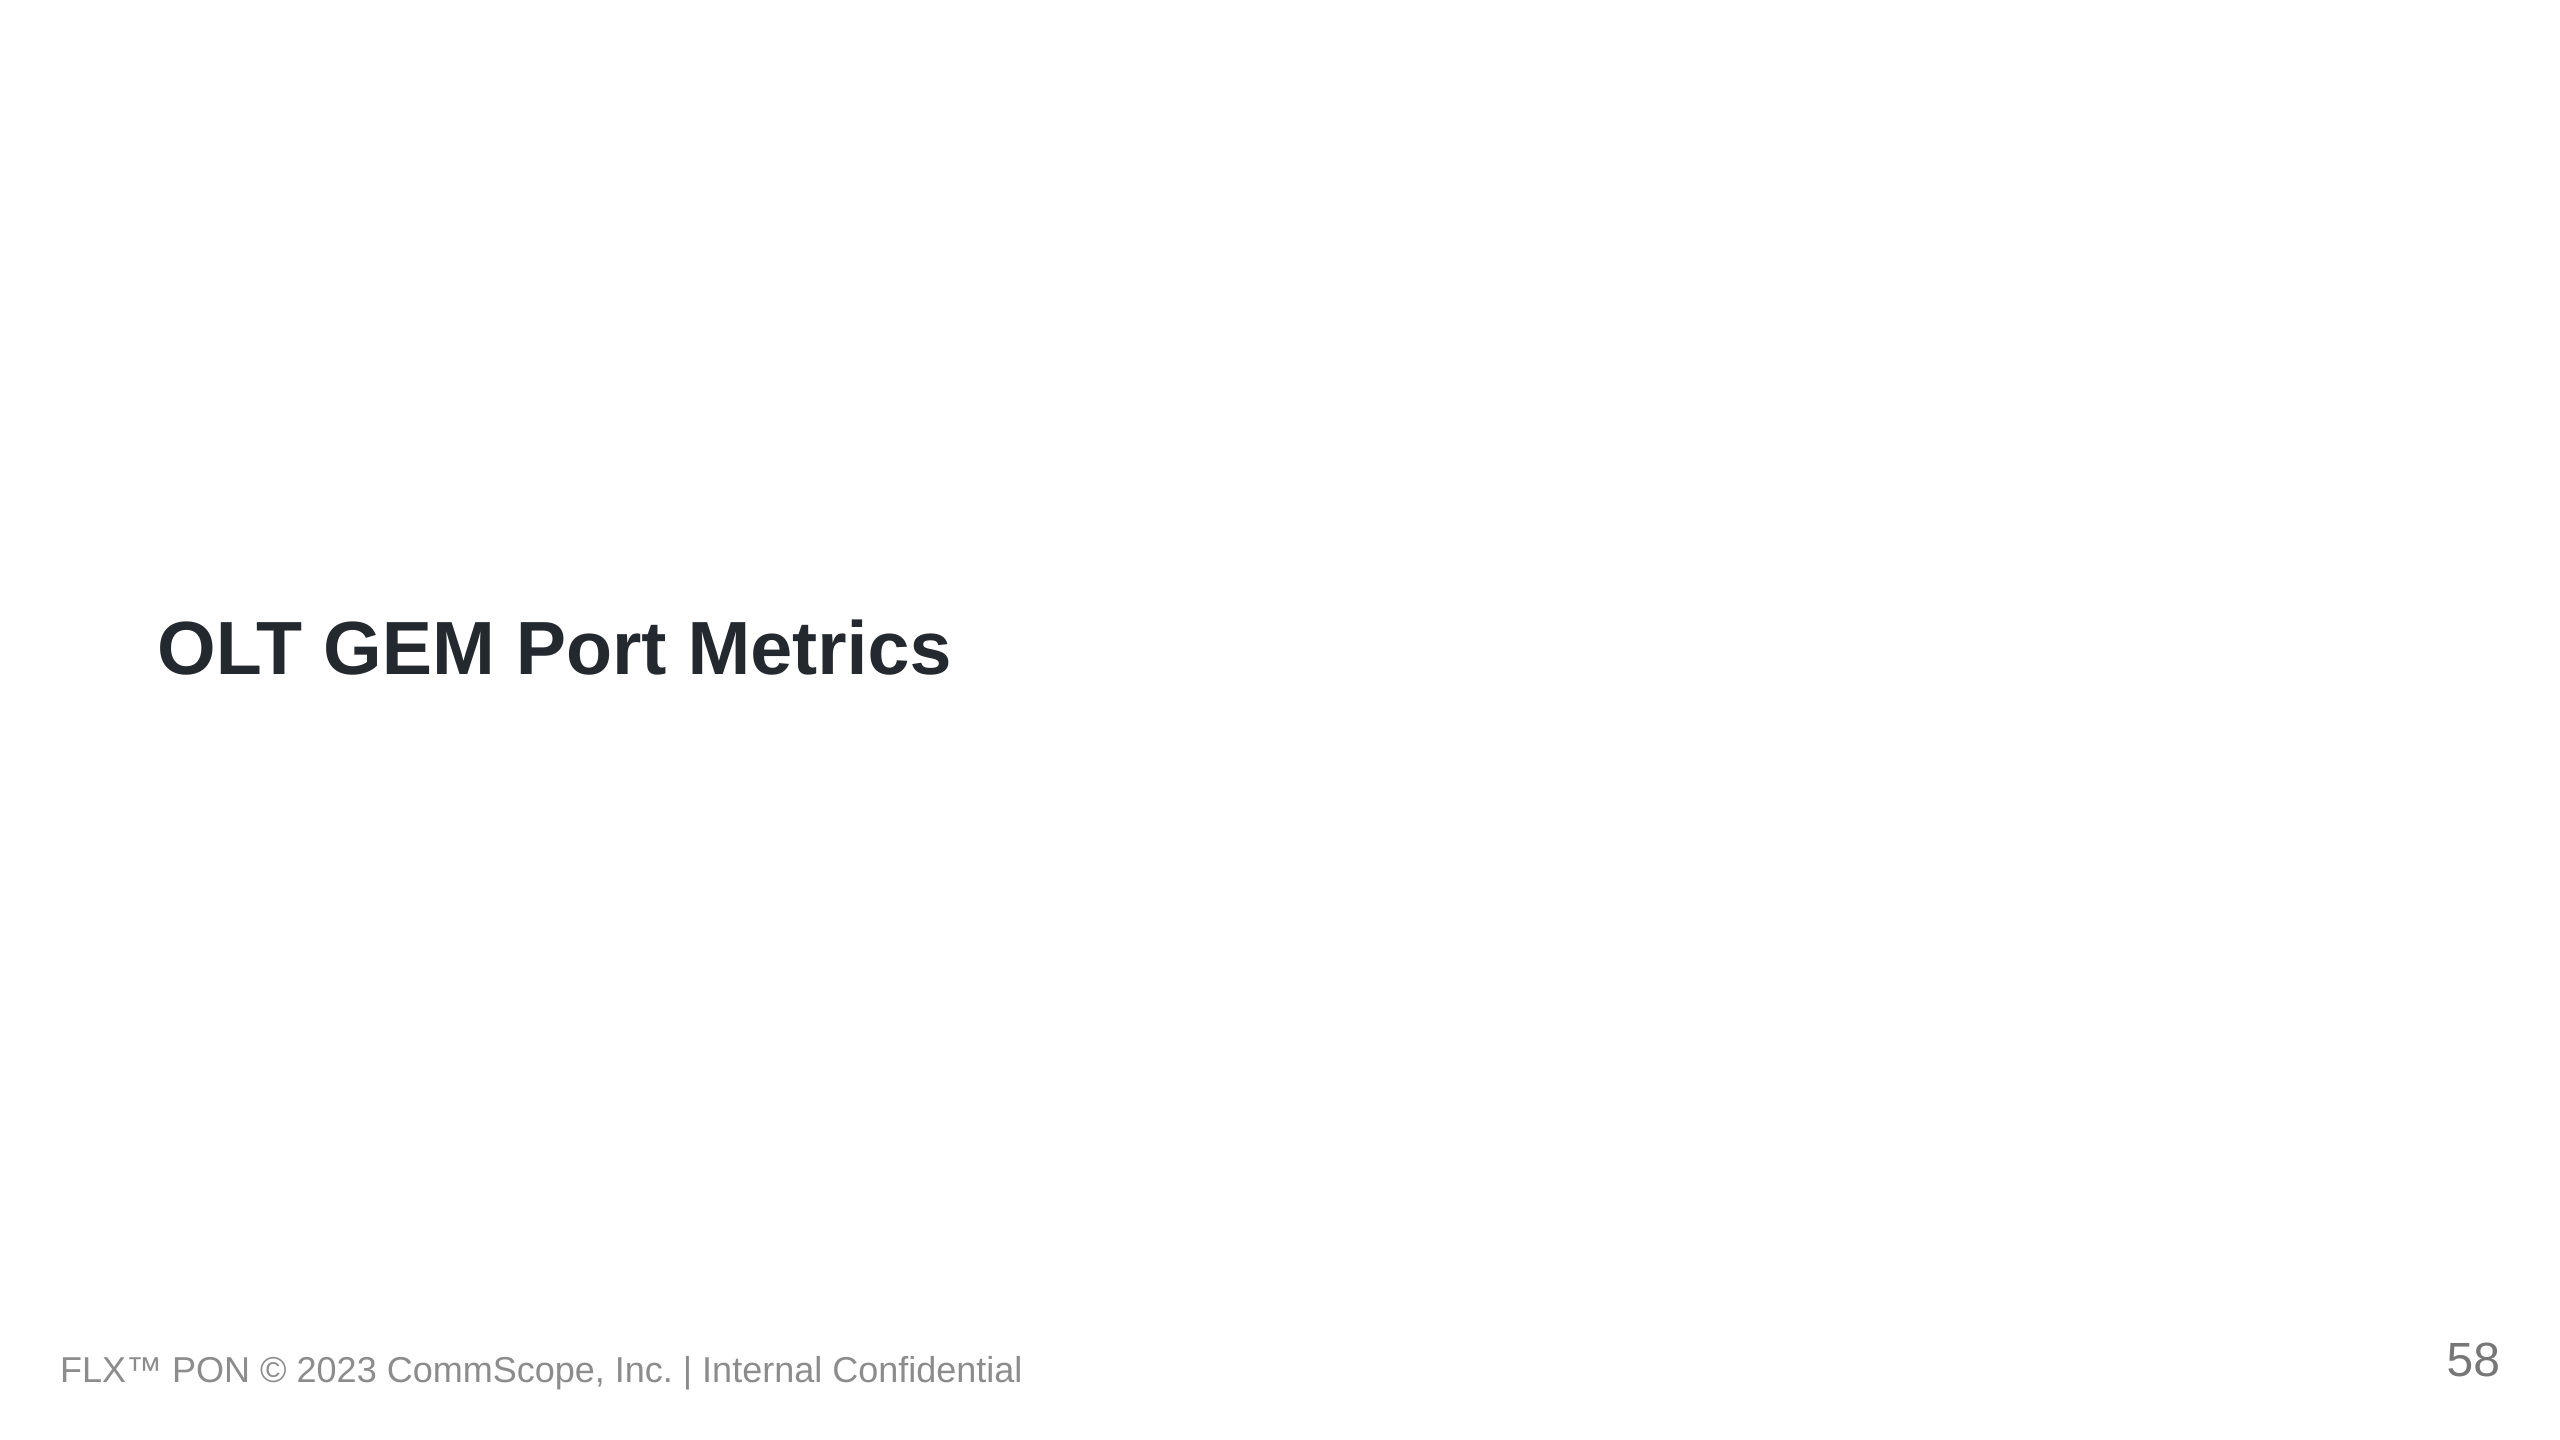 OLT GEM Port Metrics
FLX™ PON © 2023 CommScope, Inc. | Internal Confidential
58